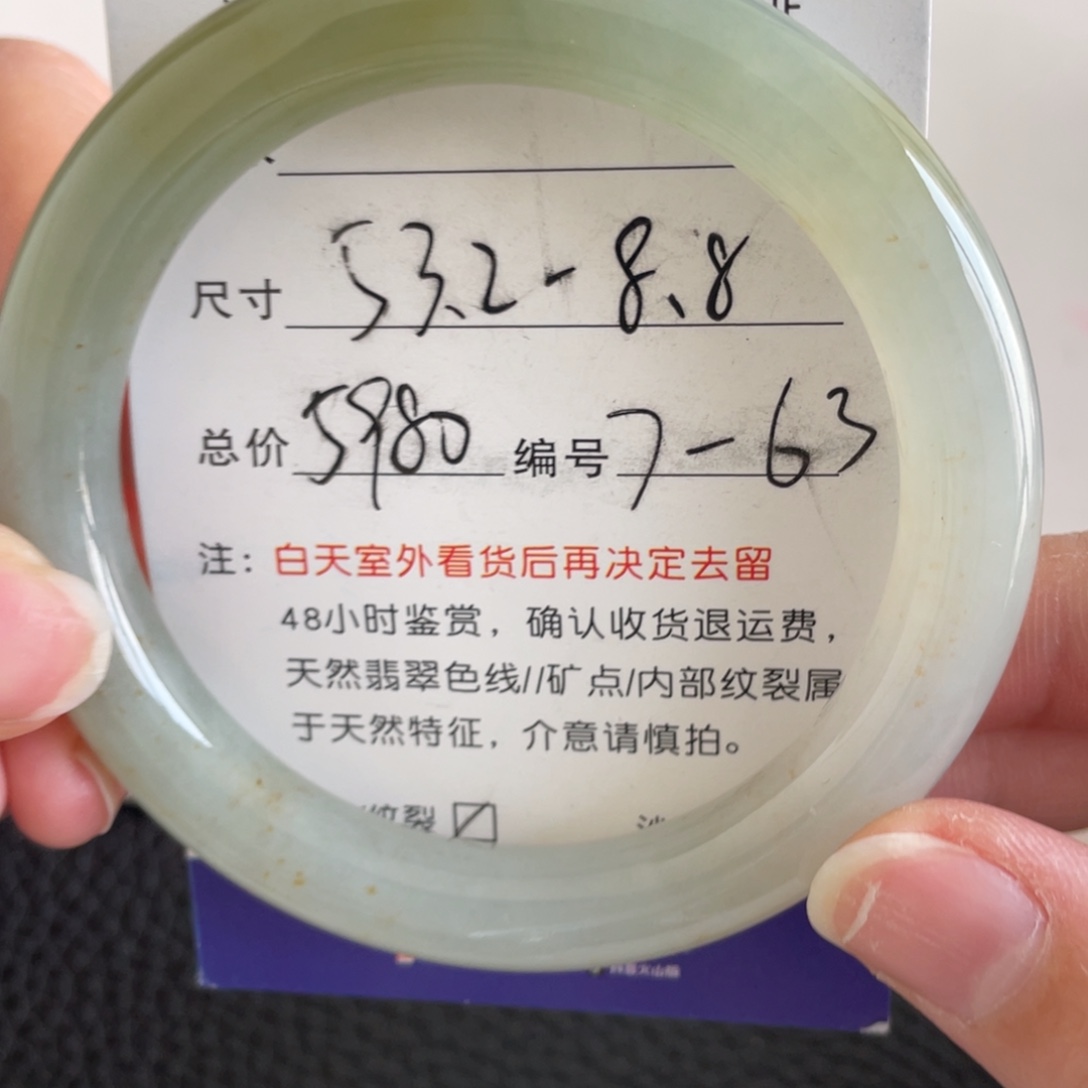 尺寸 53.2-8.8
总价 5980 编号 7-63
注：白天室外看货后再决定去留
48小时鉴赏，确认收货退运费，
天然翡翠色线//矿点/内部纹裂属
于天然特征，介意请慎拍。
纹裂